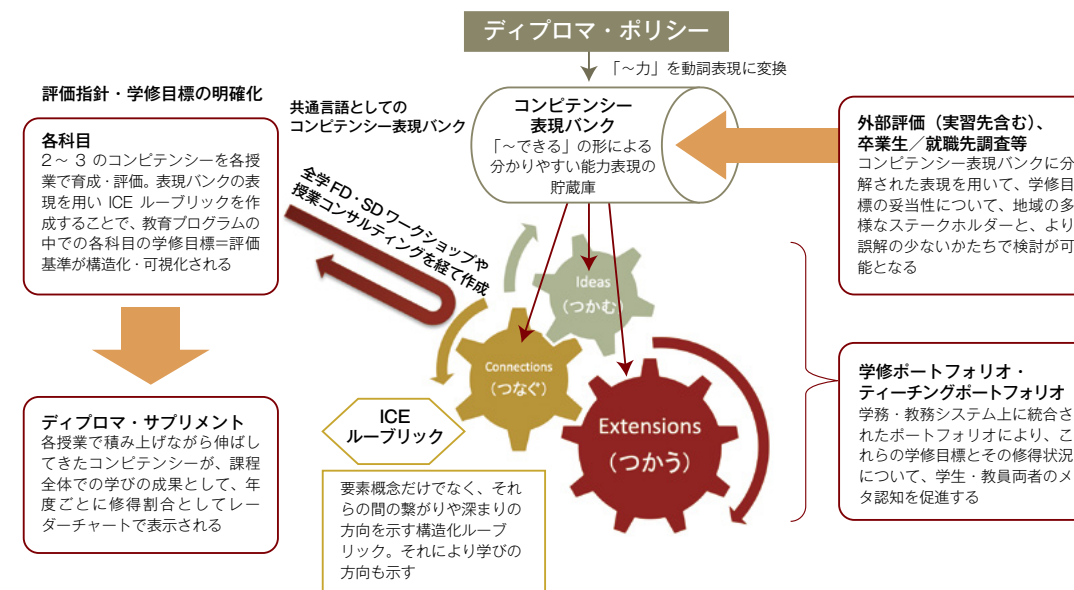 ディプロマ・ポリシー
「～力」を動詞表現に変換
評価指針・学修目標の明確化
各科目
2～ 3 のコンピテンシーを各授
業で育成・評価。表現バンクの表
現を用い ICE ルーブリックを作
成することで、教育プログラムの
中での各科目の学修目標＝評価
基準が構造化・可視化される
共通言語としての
コンピテンシー表現バンク
コンピテンシー
表現バンク
「～できる」の形による
分かりやすい能力表現の
貯蔵庫
外部評価（実習先含む）、
卒業生／就職先調査等
コンピテンシー表現バンクに分
解された表現を用いて、学修目
標の妥当性について、地域の多
様なステークホルダーと、より
誤解の少ないかたちで検討が可
能となる
全学FD・SDワークショップや
授業コンサルティングを経て作成
Ideas
（つかむ）
Connections
（つなぐ）
Extensions
（つかう）
ICE
ルーブリック
要素概念だけでなく、それ
らの間の繋がりや深まりの
方向を示す構造化ルーブ
リック。それにより学びの
方向も示す
ディプロマ・サプリメント
各授業で積み上げながら伸ばし
てきたコンピテンシーが、課程
全体での学びの成果として、年
度ごとに修得割合としてレー
ダーチャートで表示される
学修ポートフォリオ・
ティーチングポートフォリオ
学務・教務システム上に統合さ
れたポートフォリオにより、こ
れらの学修目標とその修得状況
について、学生・教員両者のメ
タ認知を促進する